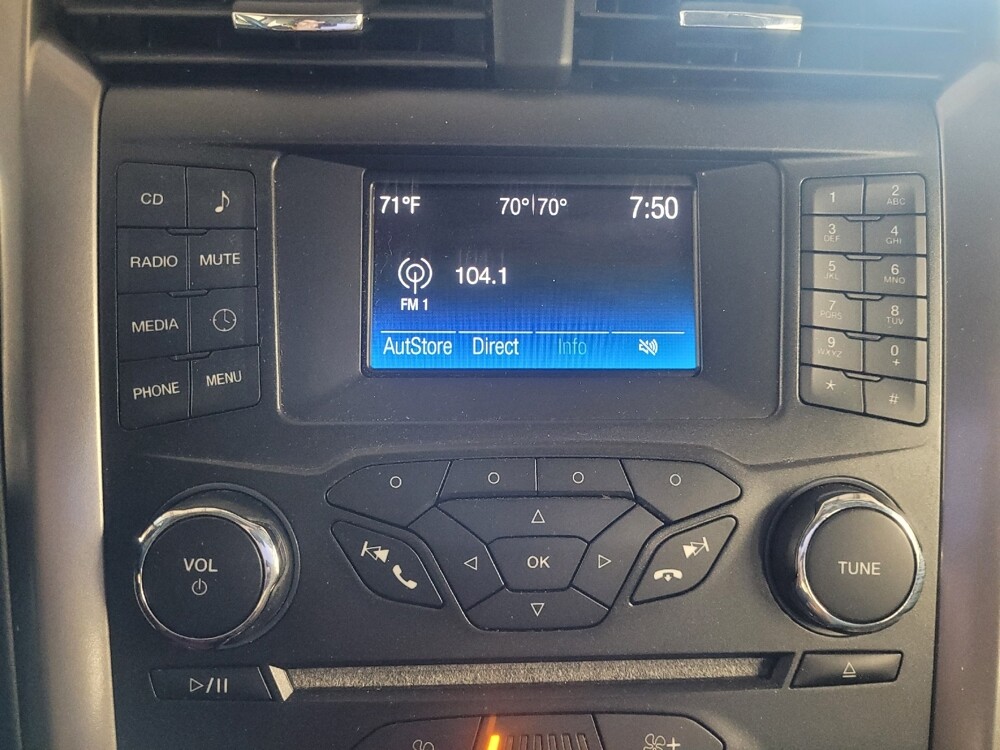 71°F 70°|70° 7:50
104.1
FM 1
AutStore Direct Info
CD
RADIO MUTE
MEDIA
PHONE MENU
1 2 ABC
3 DEF 4 GHI
5 JKL 6 MNO
7 PQRS 8 TUV
9 WXYZ 0 +
* #
VOL
OK
TUNE